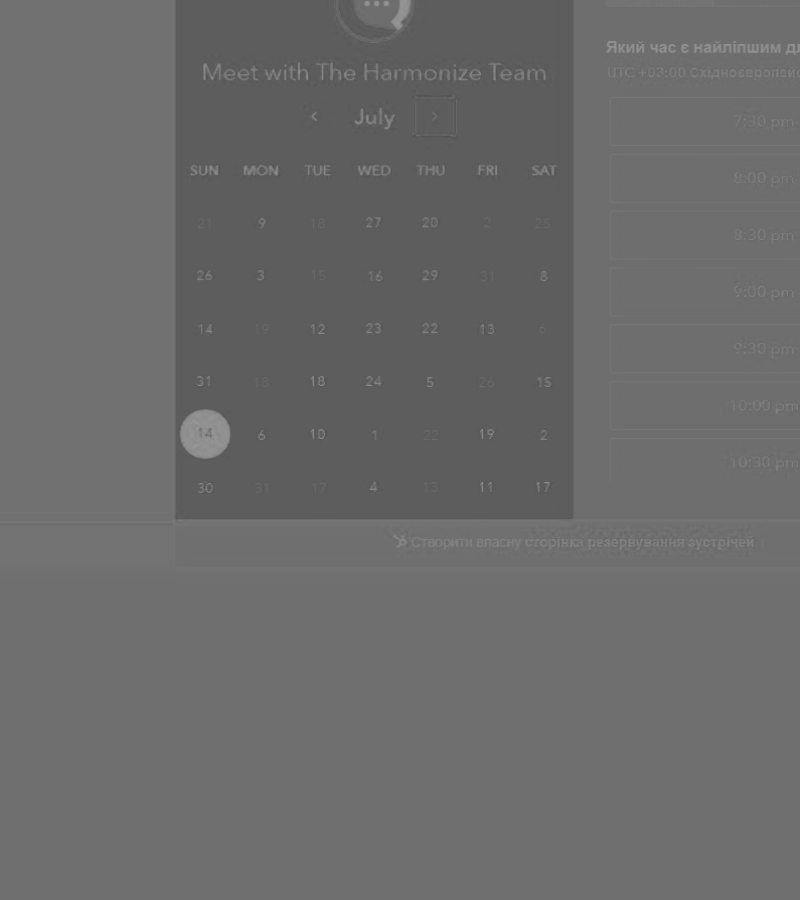 Meet with The Harmonize Team
July
SUN MON TUE WED THU FRI SAT
21 9 18 27 20 2 25
26 3 15 16 29 31 8
14 19 12 23 22 13 6
31 18 18 24 5 26 15
14 6 10 1 22 19 2
30 31 17 4 13 11 17
Який час є найліпшим
UTC +03:00
7:30 pm
8:00 pm
8:30 pm
9:00 pm
9:30 pm
10:00 pm
10:30 pm
Створити власну сторінка резервування зустрічей